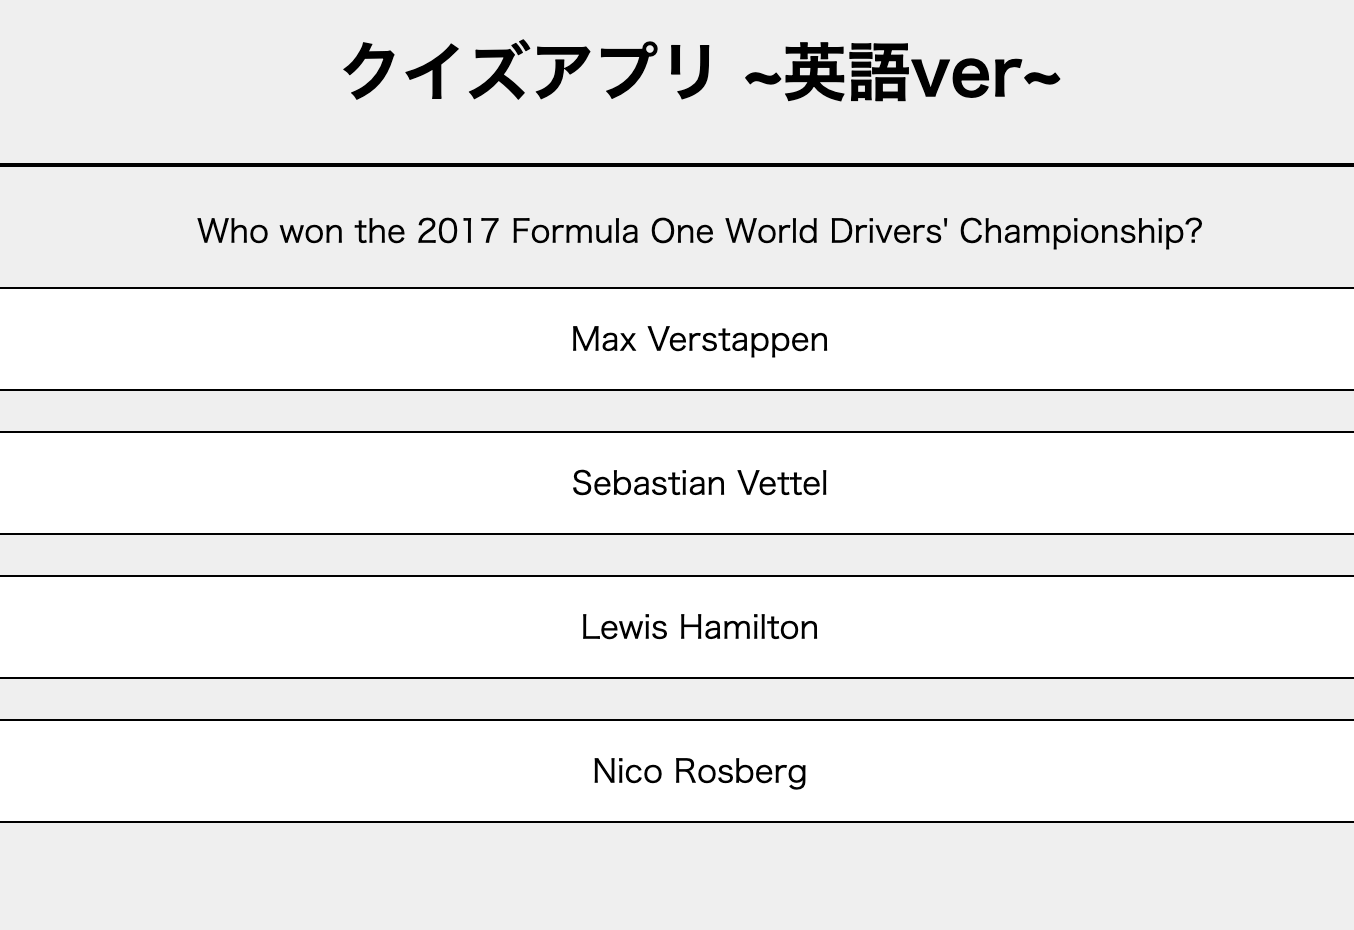 クイズアプリ ~英語ver~
Who won the 2017 Formula One World Drivers' Championship?
Max Verstappen
Sebastian Vettel
Lewis Hamilton
Nico Rosberg